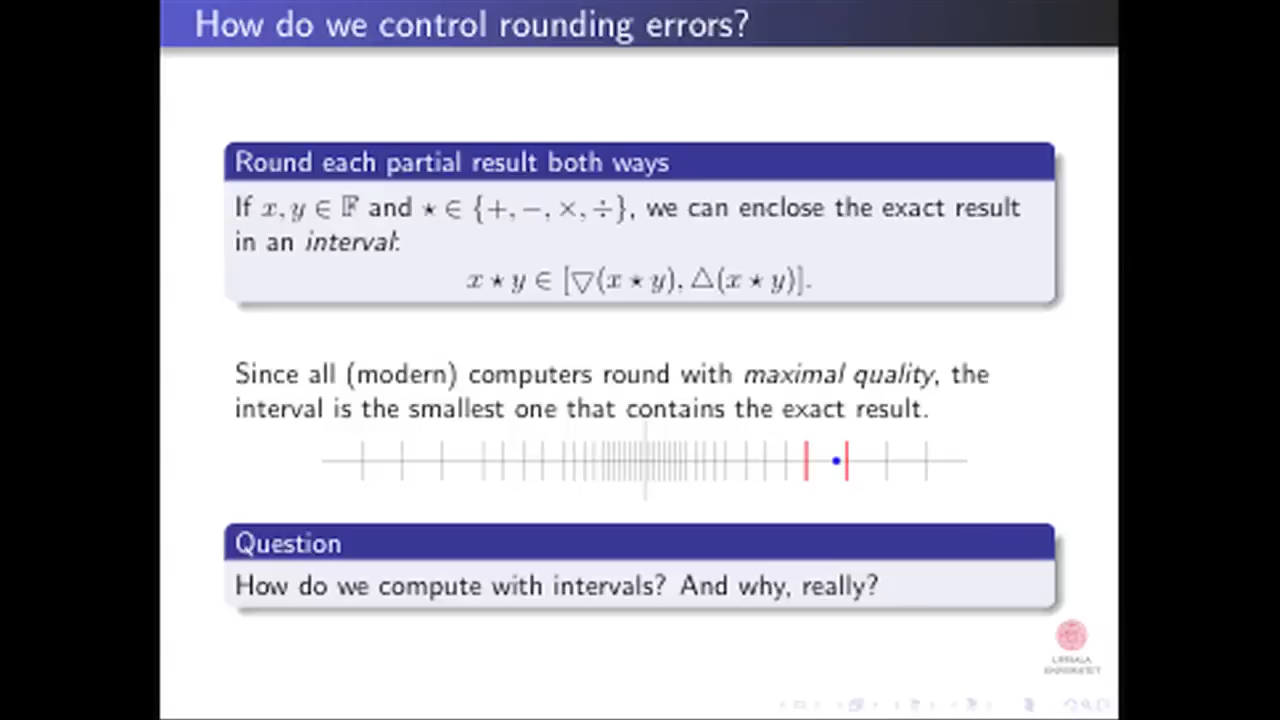 How do we control rounding errors?
Round each partial result both ways
If x, y ∈ 𝔽 and ⋆ ∈ {+, −, ×, ÷}, we can enclose the exact result
in an interval:
x ⋆ y ∈ [▽(x ⋆ y), △(x ⋆ y)].
Since all (modern) computers round with maximal quality, the
interval is the smallest one that contains the exact result.
Question
How do we compute with intervals? And why, really?
UPPSALA
UNIVERSITET